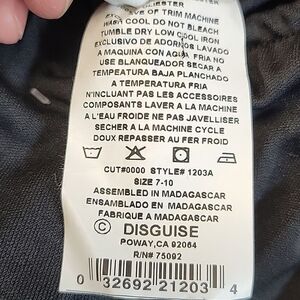 POLYESTER
EXCLUSIVE OF TRIM MACHINE
WASH COOL DO NOT BLEACH
TUMBLE DRY LOW COOL IRON
EXCLUSIVO DE ADORNOS LAVADO
A MAQUINA CON AQUA FRIA NO
USE BLANQUEADOR SECAR A
TEMPEATURA BAJA PLANCHADO
A TEMPERATURA FRIA
N'INCLUANT PAS LES ACCESSOIRES
COMPOSANTS LAVER A LA MACHINE
A L'EAU FROIDE NE PAS JAVELLISER
SECHER A LA MACHINE CYCLE
DOUX REPASSER AU FER FROID
CUT#0000 STYLE# 1203A
SIZE 7-10
ASSEMBLED IN MADAGASCAR
ENSAMBLADO EN MADAGASCAR
FABRIQUE A MADAGASCAR
© DISGUISE
POWAY,CA 92064
R/N# 75092
0 32692 21203 4